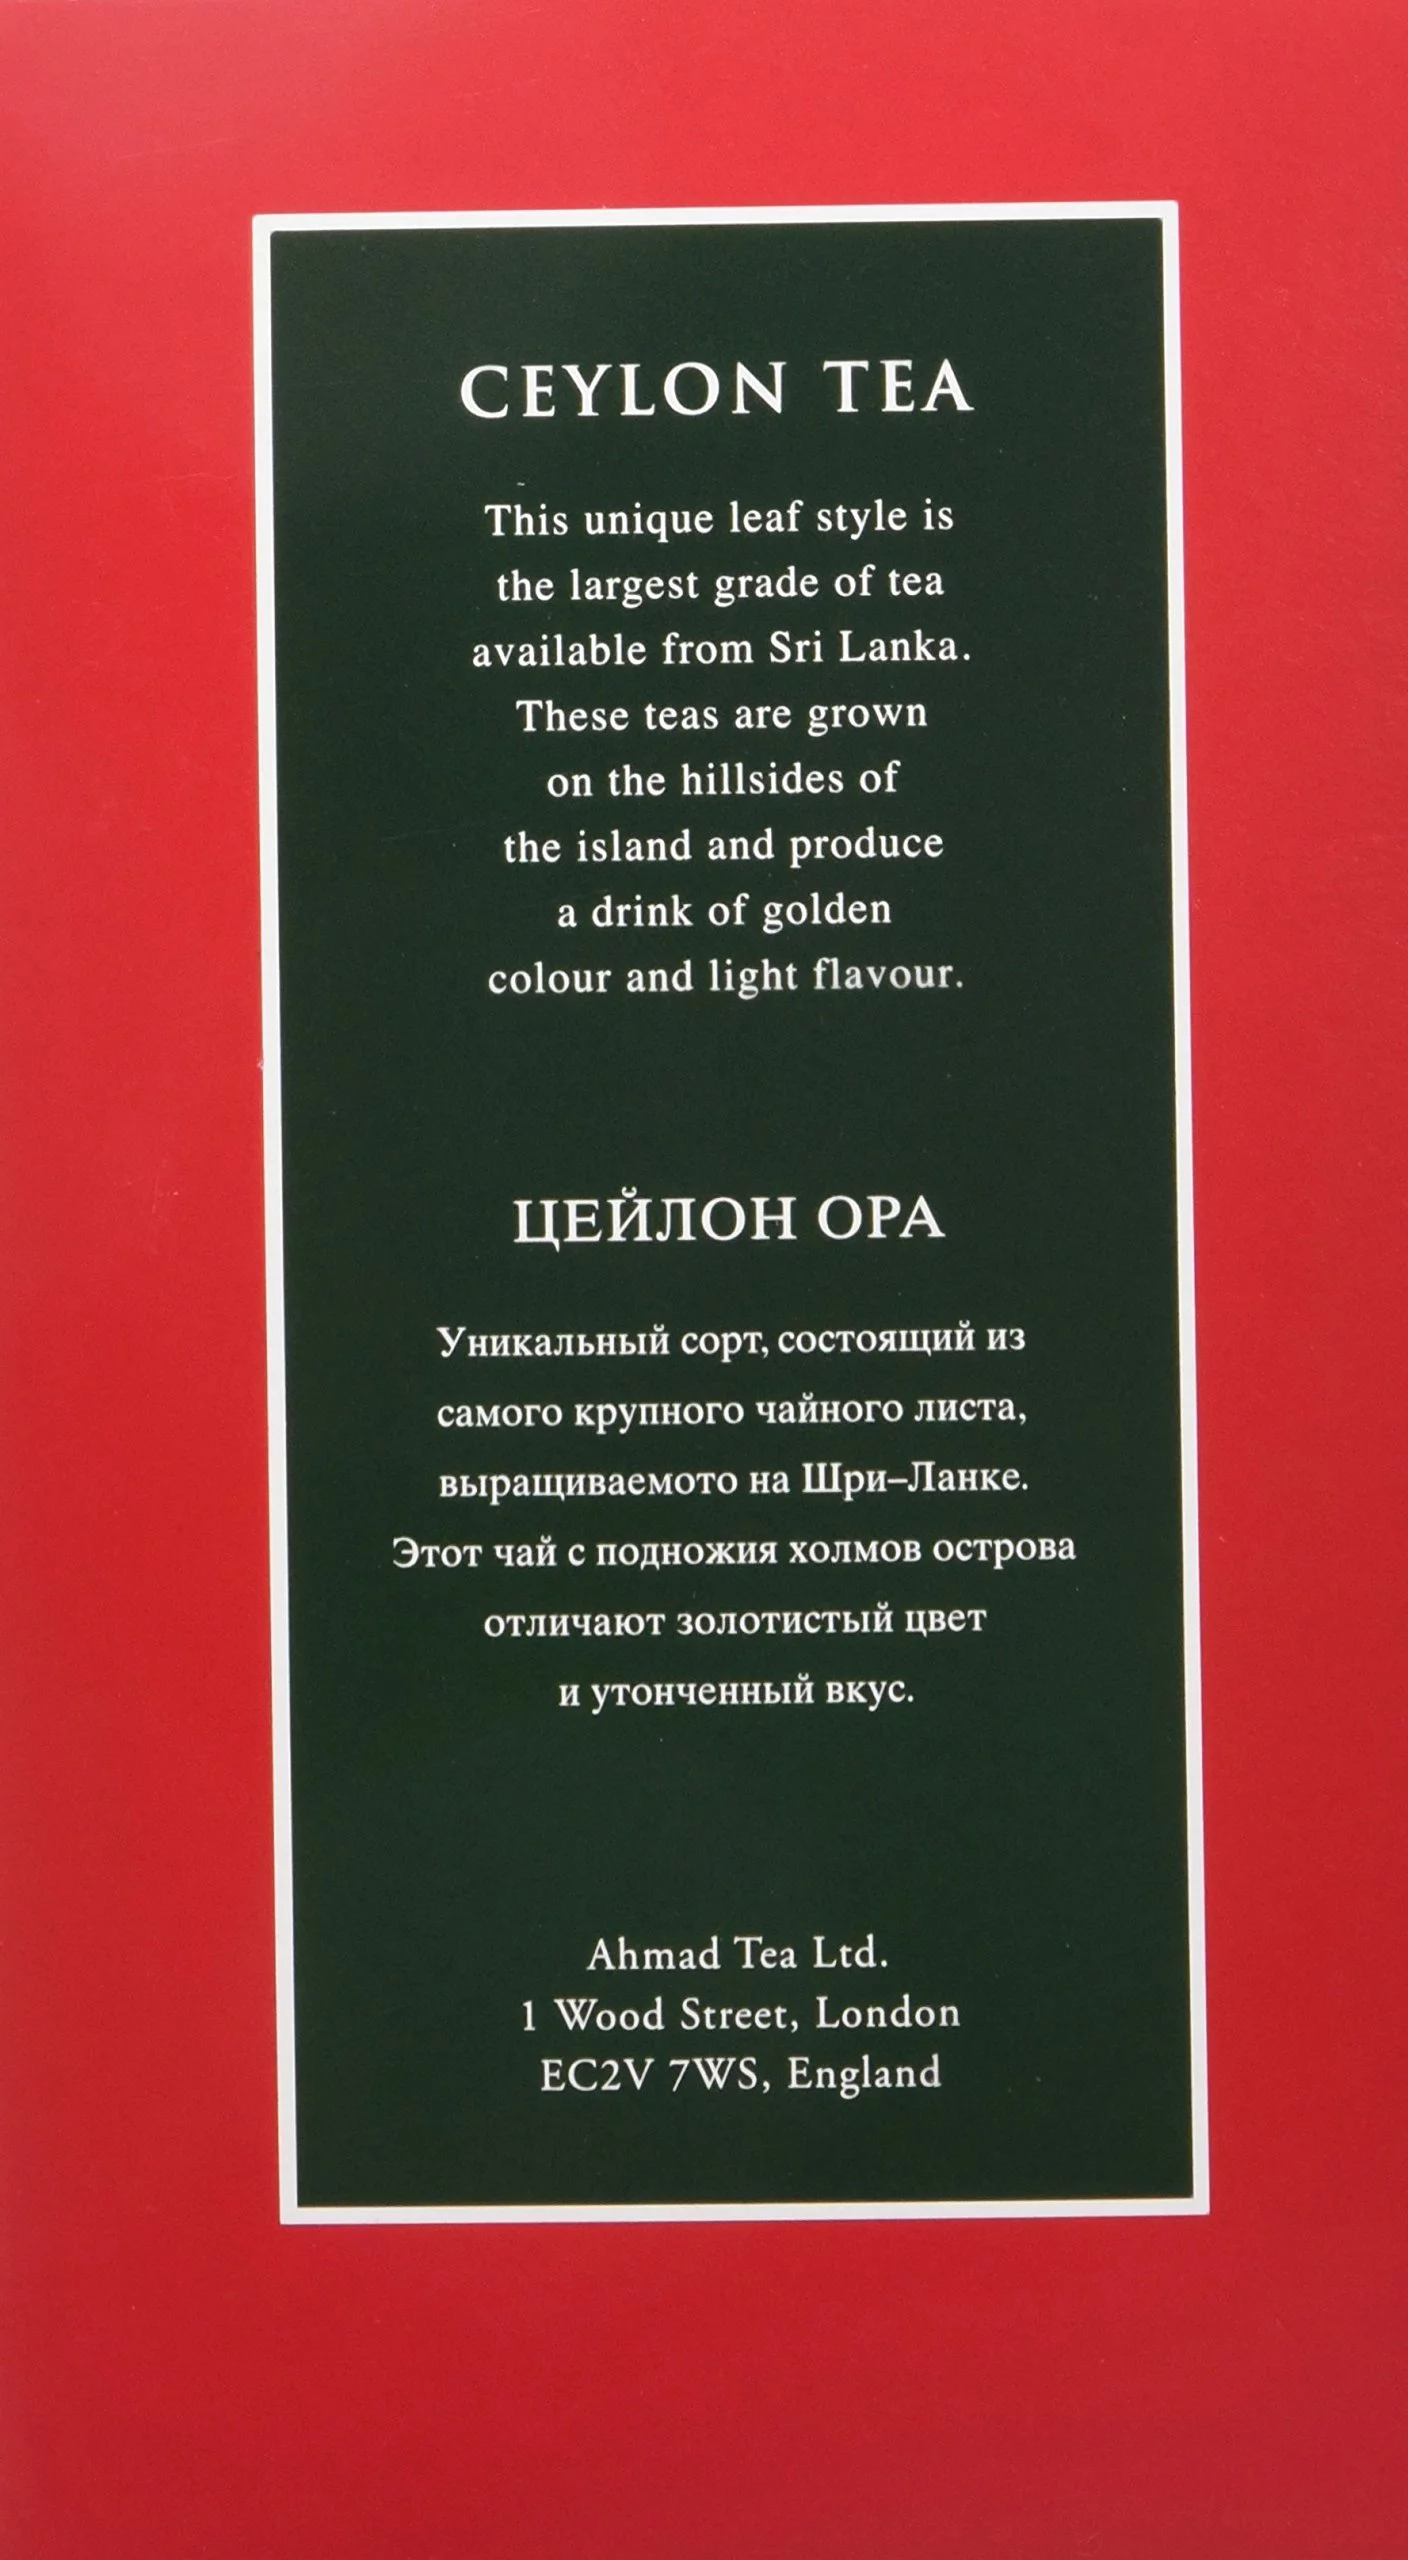 CEYLON TEA
This unique leaf style is
the largest grade of tea
available from Sri Lanka.
These teas are grown
on the hillsides of
the island and produce
a drink of golden
colour and light flavour.
ЦЕЙЛОН OPA
Уникальный сорт, состоящий из
самого крупного чайного листа,
выращиваемото на Шри–Ланке.
Этот чай с подножия холмов острова
отличают золотистый цвет
и утонченный вкус.
Ahmad Tea Ltd.
1 Wood Street, London
EC2V 7WS, England